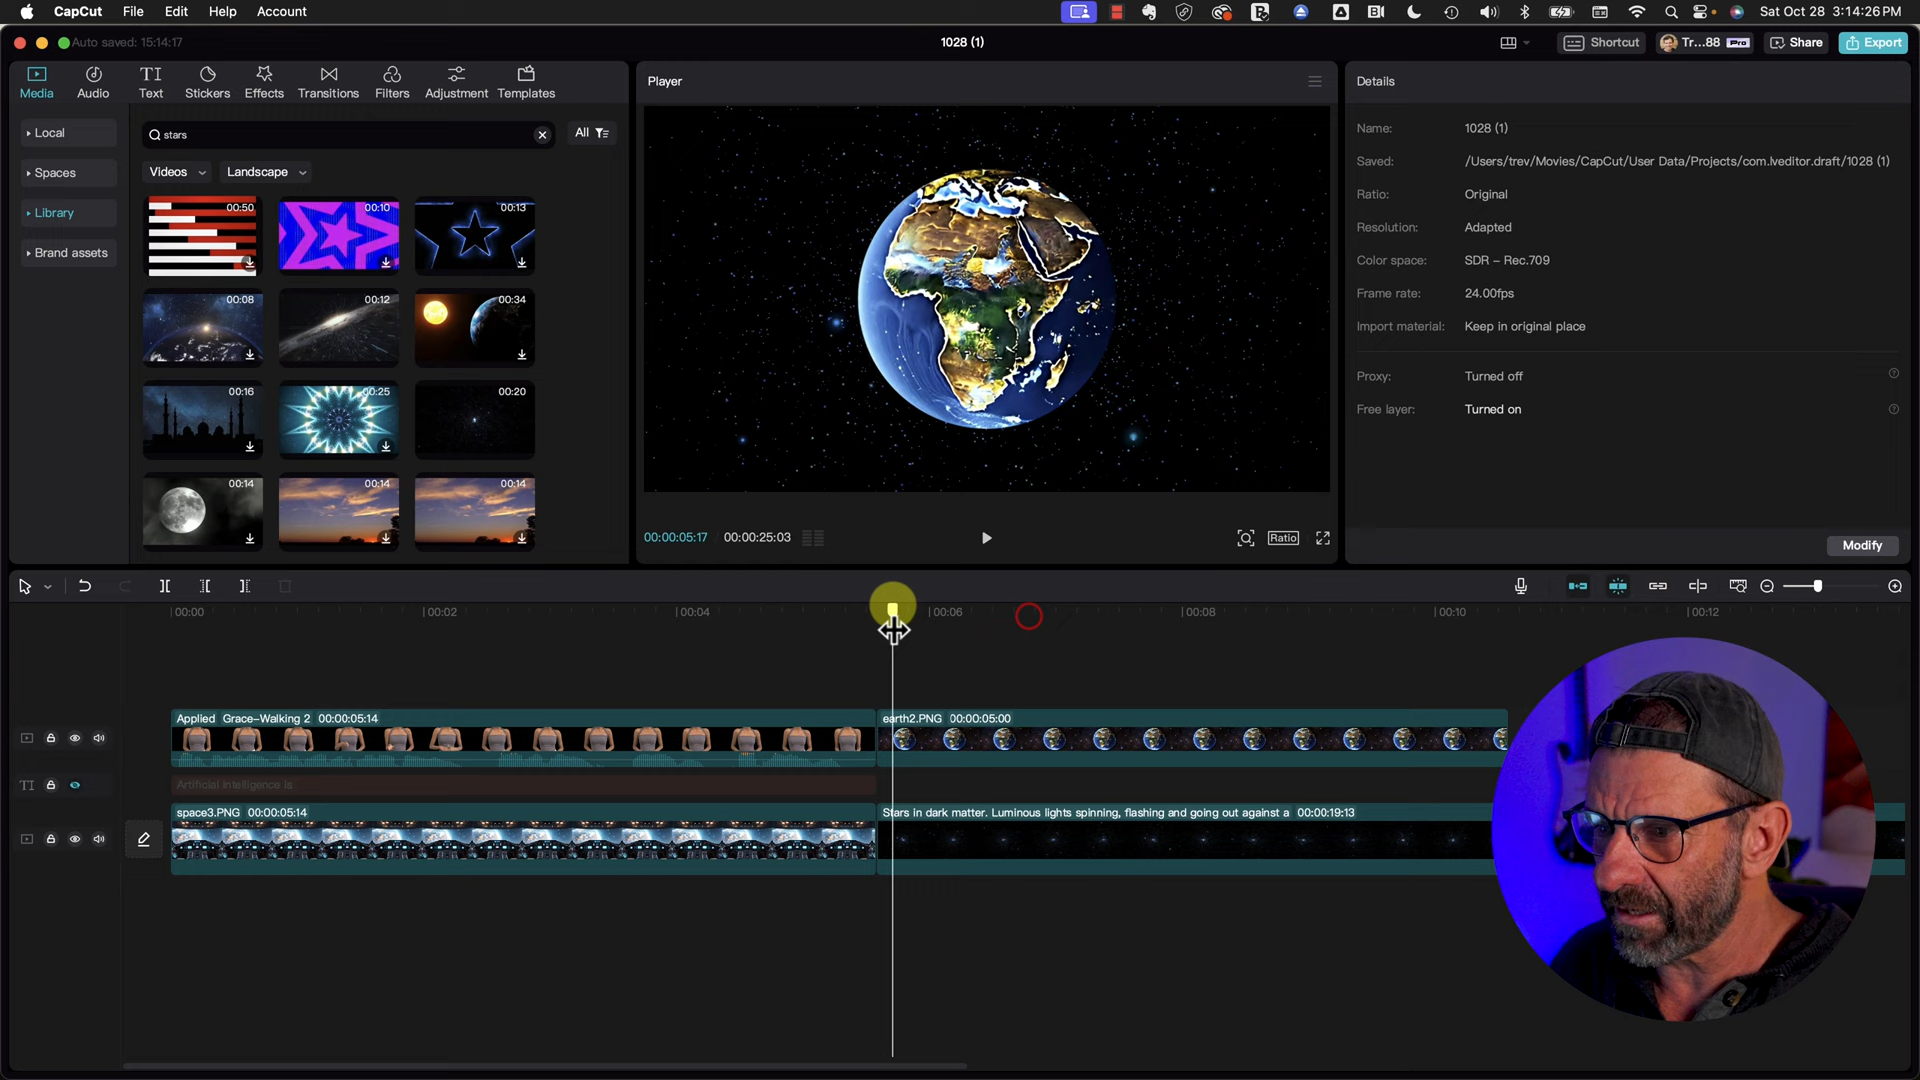 CapCut File Edit Help Account
Sat Oct 28 3:14:26 PM
Auto saved: 15:14:17
1028 (1)
Shortcut
Tr...88 Pro
Share
Export
Media
Audio
Text
Stickers
Effects
Transitions
Filters
Adjustment
Templates
Local
Spaces
Library
Brand assets
stars
All
Videos
Landscape
00:50
00:10
00:13
00:08
00:12
00:34
00:16
00:25
00:20
00:14
00:14
00:14
Player
00:00:05:17
00:00:25:03
Ratio
Details
Name: 1028 (1)
Saved: /Users/trev/Movies/CapCut/User Data/Projects/com.lveditor.draft/1028 (1)
Ratio: Original
Resolution: Adapted
Color space: SDR – Rec.709
Frame rate: 24.00fps
Import material: Keep in original place
Proxy: Turned off
Free layer: Turned on
Modify
00:00
00:02
00:04
00:06
00:08
00:10
00:12
Applied Grace-Walking 2 00:00:05:14
earth2.PNG 00:00:05:00
TI
Artificial intelligence is
space3.PNG 00:00:05:14
Stars in dark matter. Luminous lights spinning, flashing and going out against a 00:00:19:13